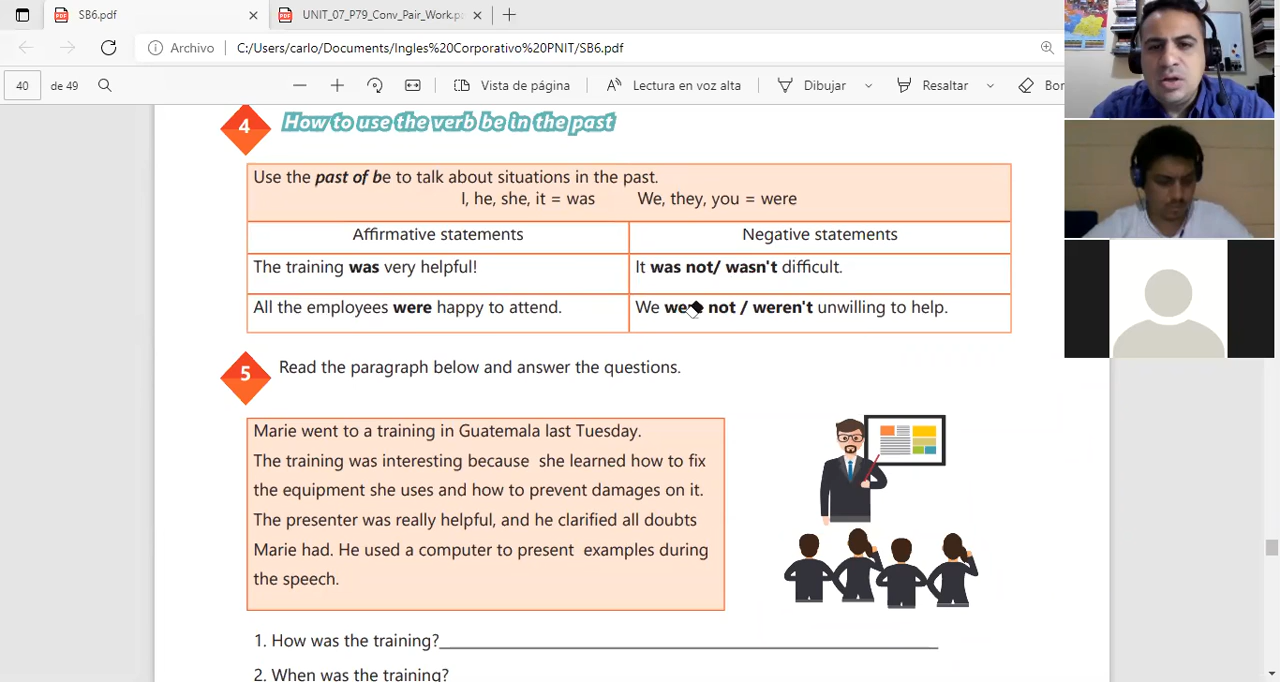 SB6.pdf
UNIT_07_P79_Conv_Pair_Work.p
Archivo
C:/Users/carlo/Documents/Ingles%20Corporativo%20PNIT/SB6.pdf
40 de 49
Vista de página
Lectura en voz alta
Dibujar
Resaltar
Bor
4 How to use the verb be in the past
Use the past of be to talk about situations in the past.
I, he, she, it = was We, they, you = were
Affirmative statements Negative statements
The training was very helpful! It was not/ wasn't difficult.
All the employees were happy to attend. We were not / weren't unwilling to help.
5 Read the paragraph below and answer the questions.
Marie went to a training in Guatemala last Tuesday.
The training was interesting because she learned how to fix
the equipment she uses and how to prevent damages on it.
The presenter was really helpful, and he clarified all doubts
Marie had. He used a computer to present examples during
the speech.
1. How was the training?
2. When was the training?